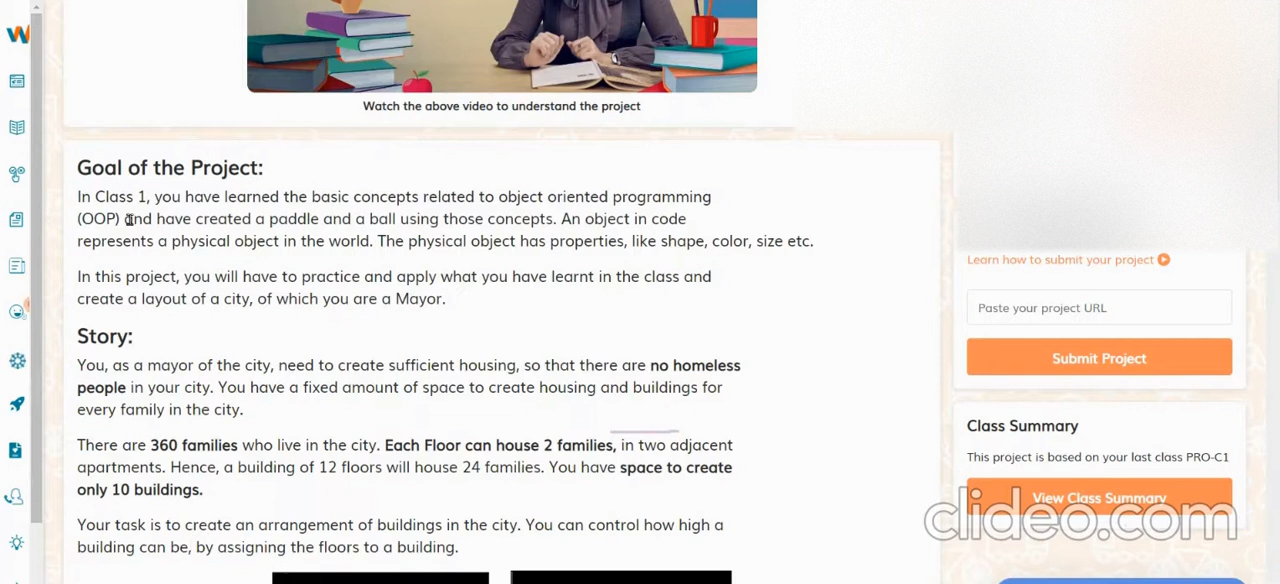 Watch the above video to understand the project
Goal of the Project:
In Class 1, you have learned the basic concepts related to object oriented programming
(OOP) and have created a paddle and a ball using those concepts. An object in code
represents a physical object in the world. The physical object has properties, like shape, color, size etc.
In this project, you will have to practice and apply what you have learnt in the class and
create a layout of a city, of which you are a Mayor.
Story:
You, as a mayor of the city, need to create sufficient housing, so that there are no homeless
people in your city. You have a fixed amount of space to create housing and buildings for
every family in the city.
There are 360 families who live in the city. Each Floor can house 2 families, in two adjacent
apartments. Hence, a building of 12 floors will house 24 families. You have space to create
only 10 buildings.
Your task is to create an arrangement of buildings in the city. You can control how high a
building can be, by assigning the floors to a building.
Learn how to submit your project
Paste your project URL
Submit Project
Class Summary
This project is based on your last class PRO-C1
View Class Summary
clideo.com